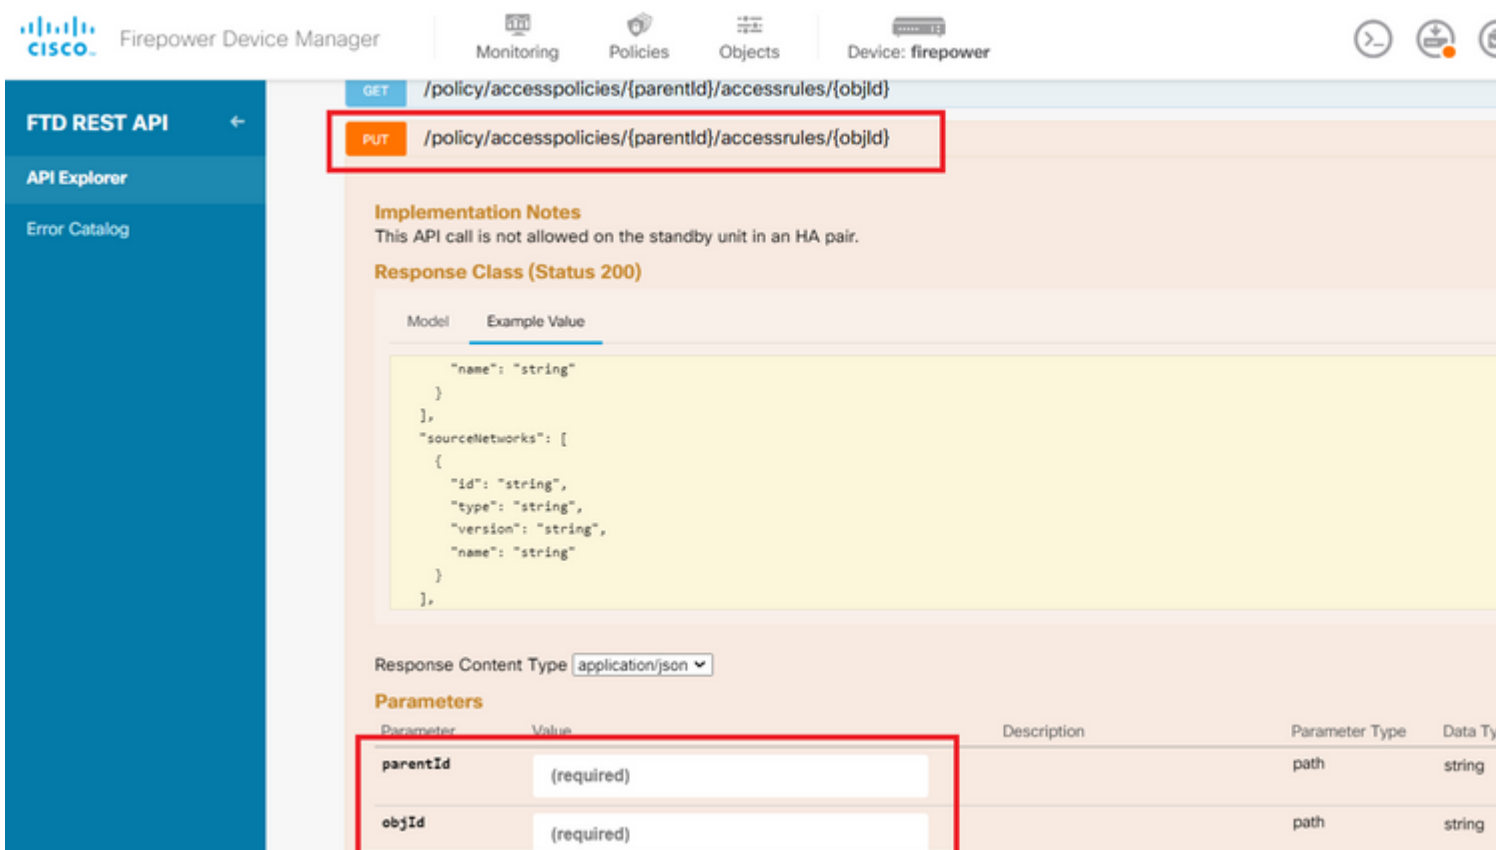 CISCO
Firepower Device Manager
Monitoring
Policies
Objects
Device: firepower
FTD REST API
API Explorer
Error Catalog
GET /policy/accesspolicies/{parentId}/accessrules/{objId}
PUT /policy/accesspolicies/{parentId}/accessrules/{objId}
Implementation Notes
This API call is not allowed on the standby unit in an HA pair.
Response Class (Status 200)
Model Example Value
"name": "string"
}
],
"sourceNetworks": [
{
"id": "string",
"type": "string",
"version": "string",
"name": "string"
}
],
Response Content Type application/json
Parameters
Parameter Value Description Parameter Type Data Ty
parentId (required) path string
objId (required) path string